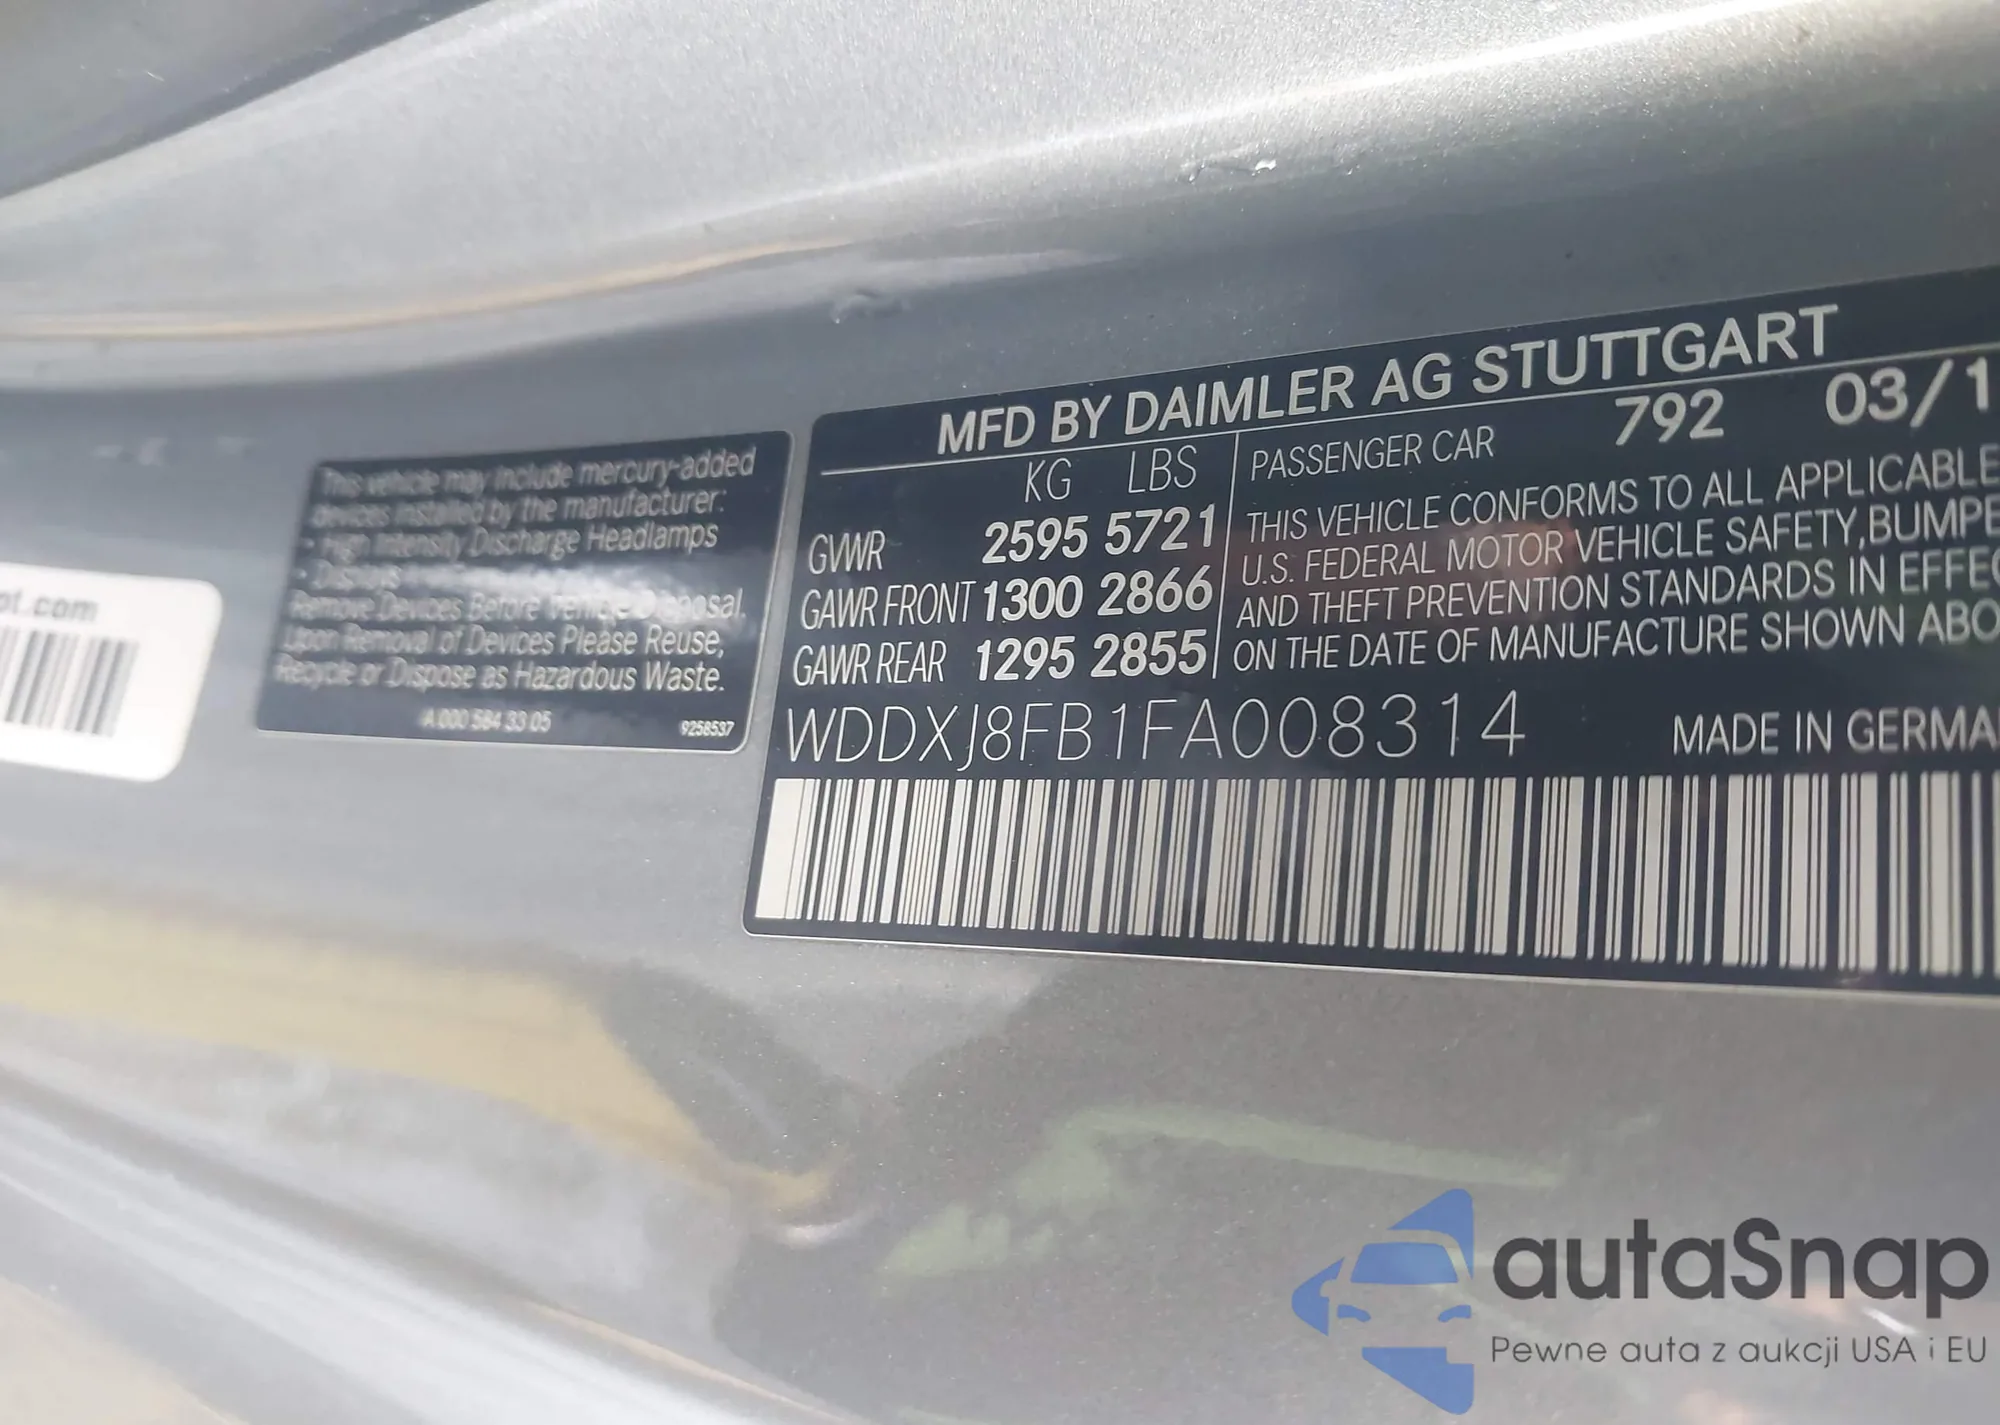 This vehicle may include mercury-added
devices installed by the manufacturer:
- High Intensity Discharge Headlamps
- Displays
Remove Devices Before Vehicle Disposal.
Upon Removal of Devices Please Reuse,
Recycle or Dispose as Hazardous Waste.
A 000 584 33 05 9258537
ot.com
MFD BY DAIMLER AG STUTTGART
KG LBS
GVWR 2595 5721
GAWR FRONT 1300 2866
GAWR REAR 1295 2855
PASSENGER CAR 792 03/1
THIS VEHICLE CONFORMS TO ALL APPLICABLE
U.S. FEDERAL MOTOR VEHICLE SAFETY, BUMPE
AND THEFT PREVENTION STANDARDS IN EFFEC
ON THE DATE OF MANUFACTURE SHOWN ABO
WDDXJ8FB1FA008314 MADE IN GERMA
autaSnap
Pewne auta z aukcji USA i EU